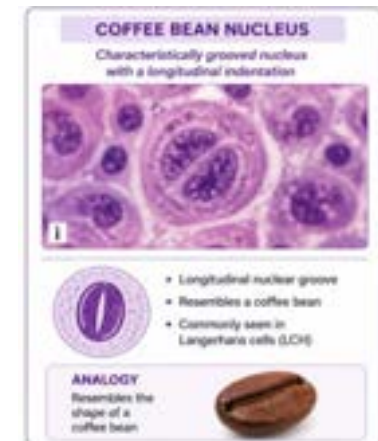 COFFEE BEAN NUCLEUS
Characteristically grooved nucleus
with a longitudinal indentation
i
• Longitudinal nuclear groove
• Resembles a coffee bean
• Commonly seen in
Langerhans cells (LCH)
ANALOGY
Resembles the
shape of a
coffee bean